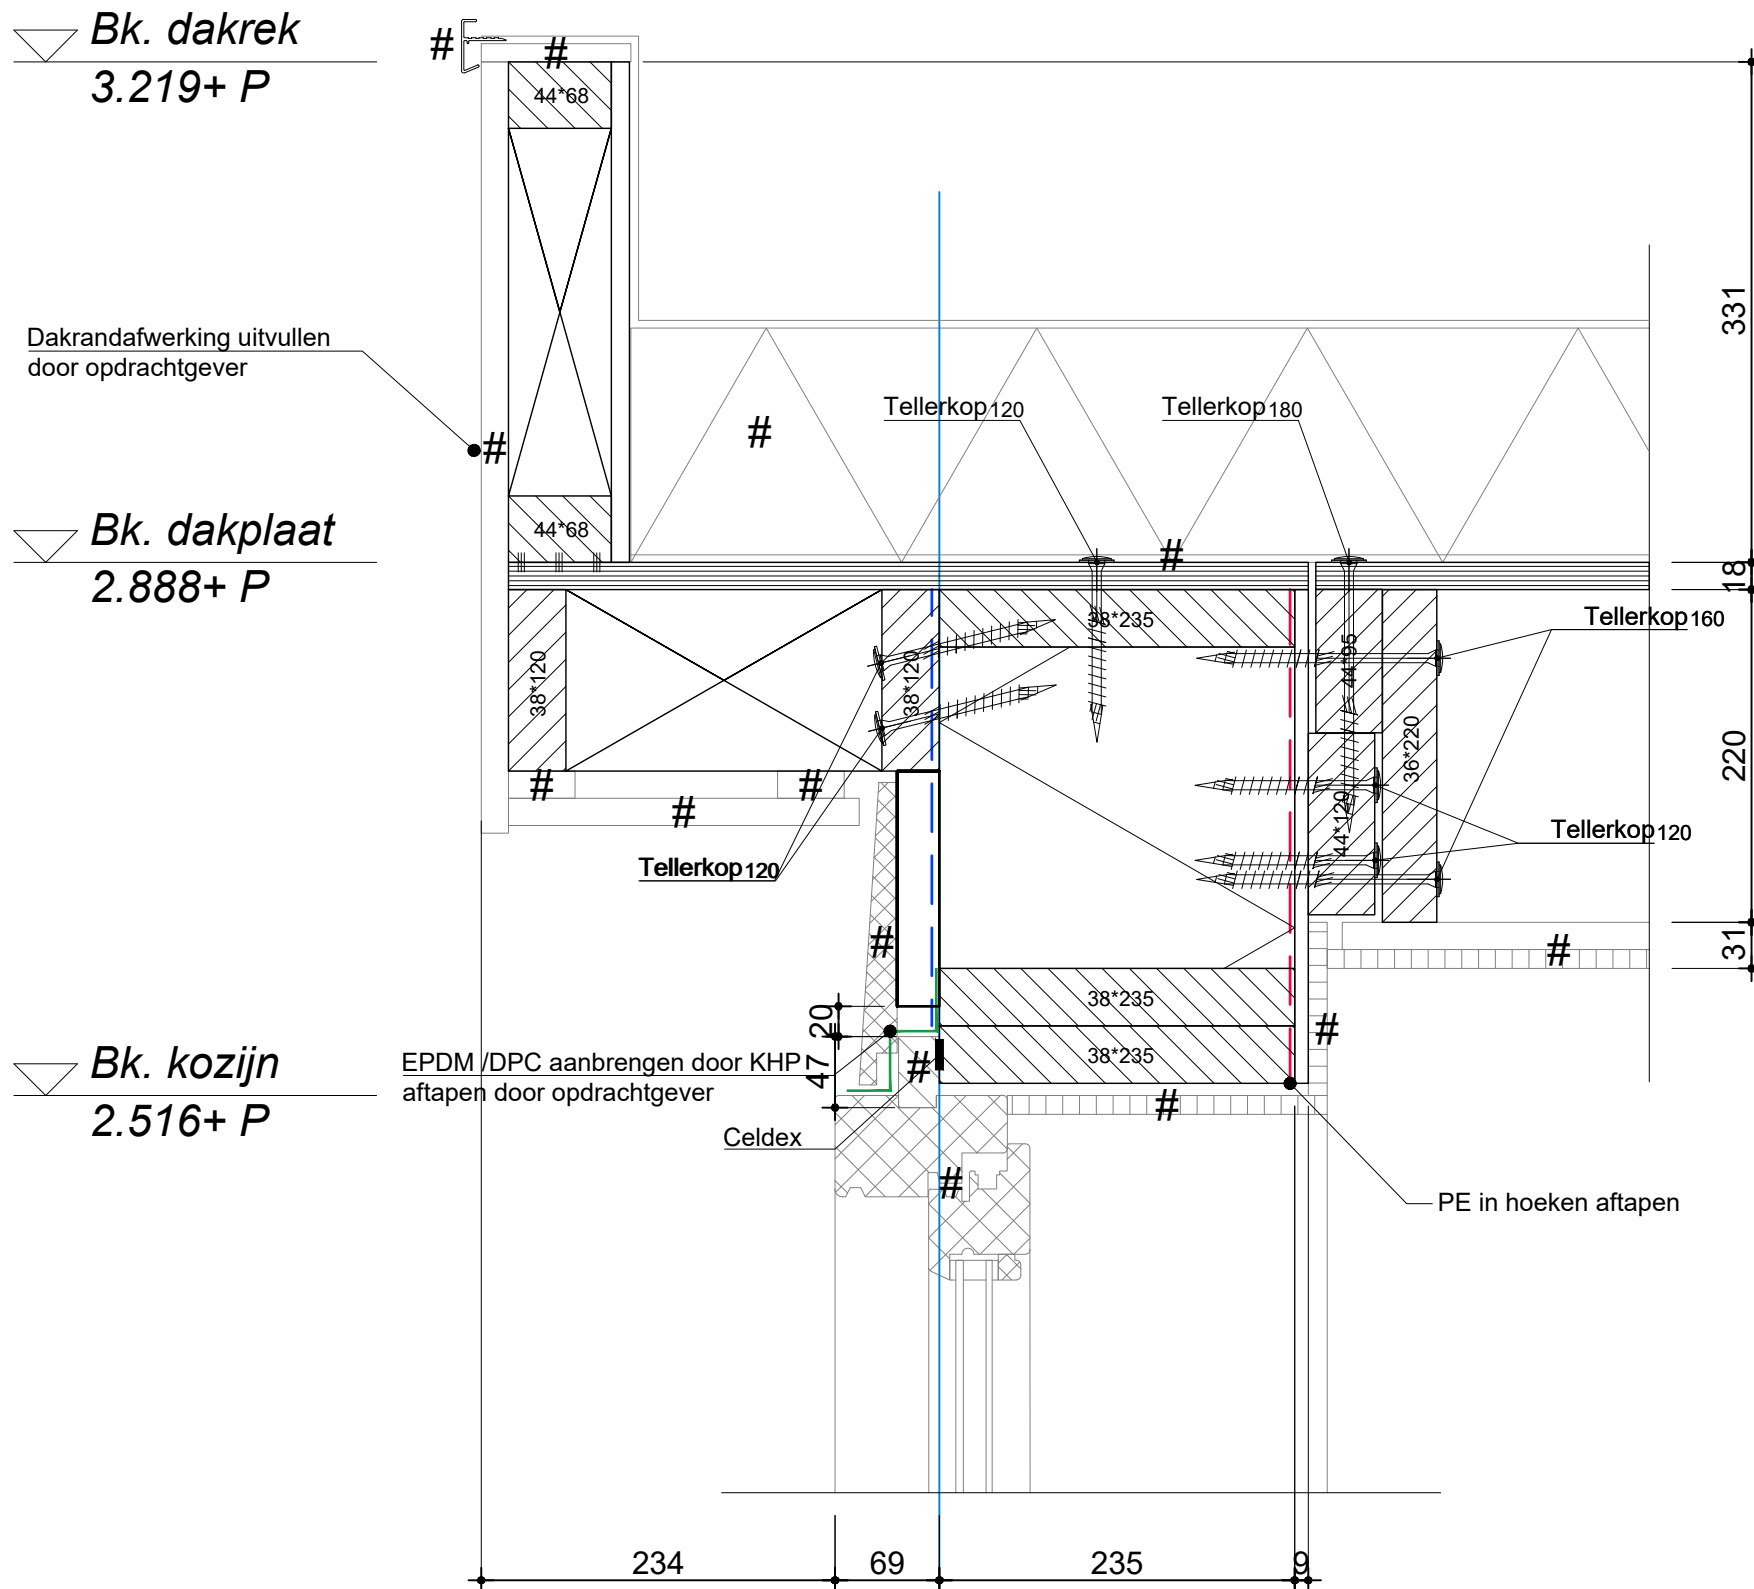 Bk. dakrek
3.219+ P
#
#
44*68
331
Dakrandafwerking uitvullen
door opdrachtgever
#
#
Tellerkop120
Tellerkop180
Bk. dakplaat
2.888+ P
44*68
#
18
38*120
38*120
38*235
44*95
36*220
44*120
Tellerkop160
220
#
#
#
Tellerkop120
Tellerkop120
#
#
31
38*235
38*235
#
20
47
Bk. kozijn
2.516+ P
EPDM /DPC aanbrengen door KHP
aftapen door opdrachtgever
#
#
Celdex
#
PE in hoeken aftapen
234
69
235
9